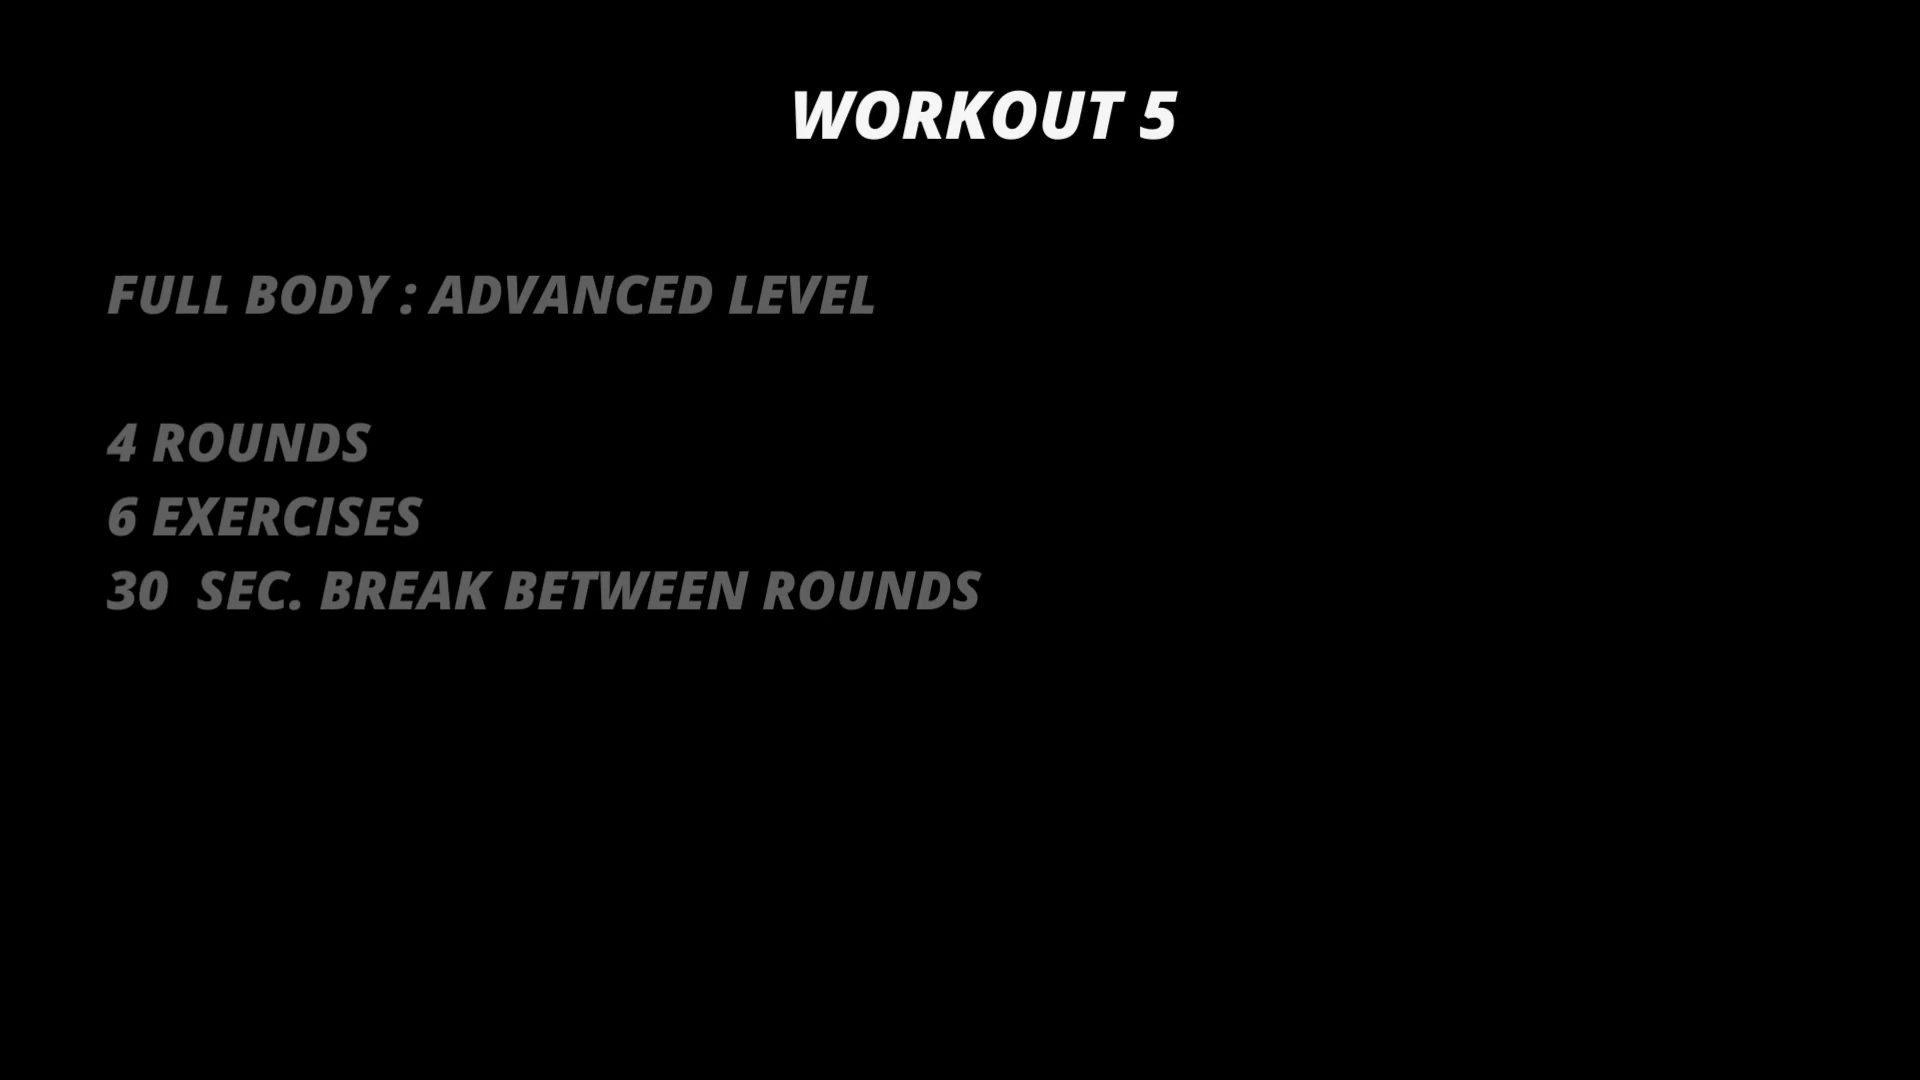 WORKOUT 5
FULL BODY : ADVANCED LEVEL
4 ROUNDS
6 EXERCISES
30  SEC. BREAK BETWEEN ROUNDS